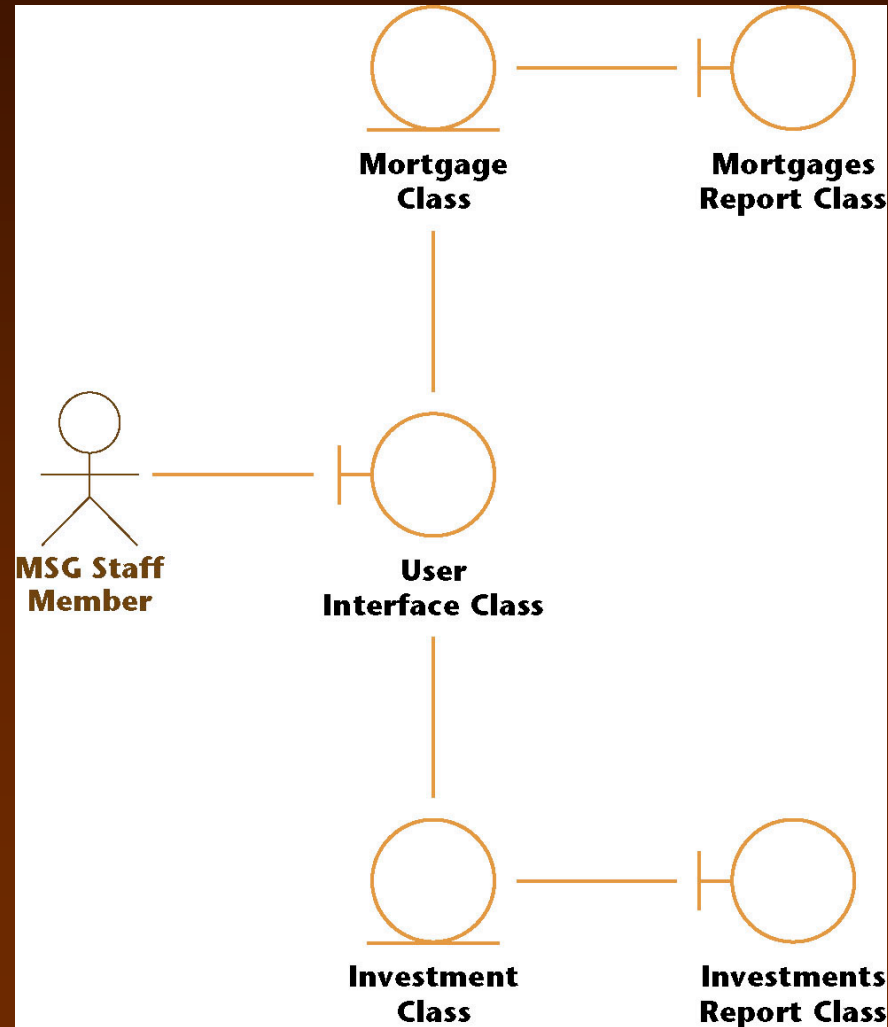 Mortgage
Class
Mortgages
Report Class
MSG Staff
Member
User
Interface Class
Investment
Class
Investments
Report Class